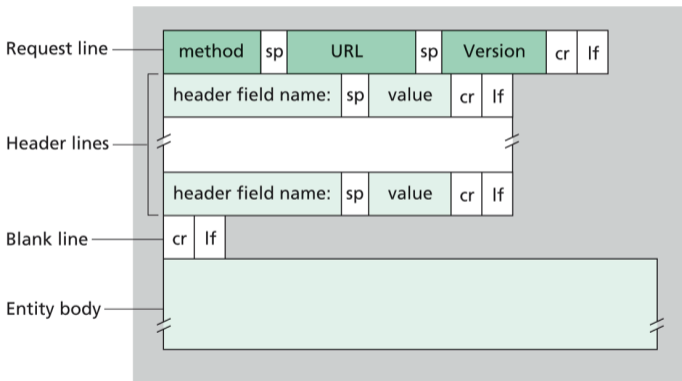 Request line method sp URL sp Version cr lf
header field name: sp value cr lf
Header lines
header field name: sp value cr lf
Blank line cr lf
Entity body